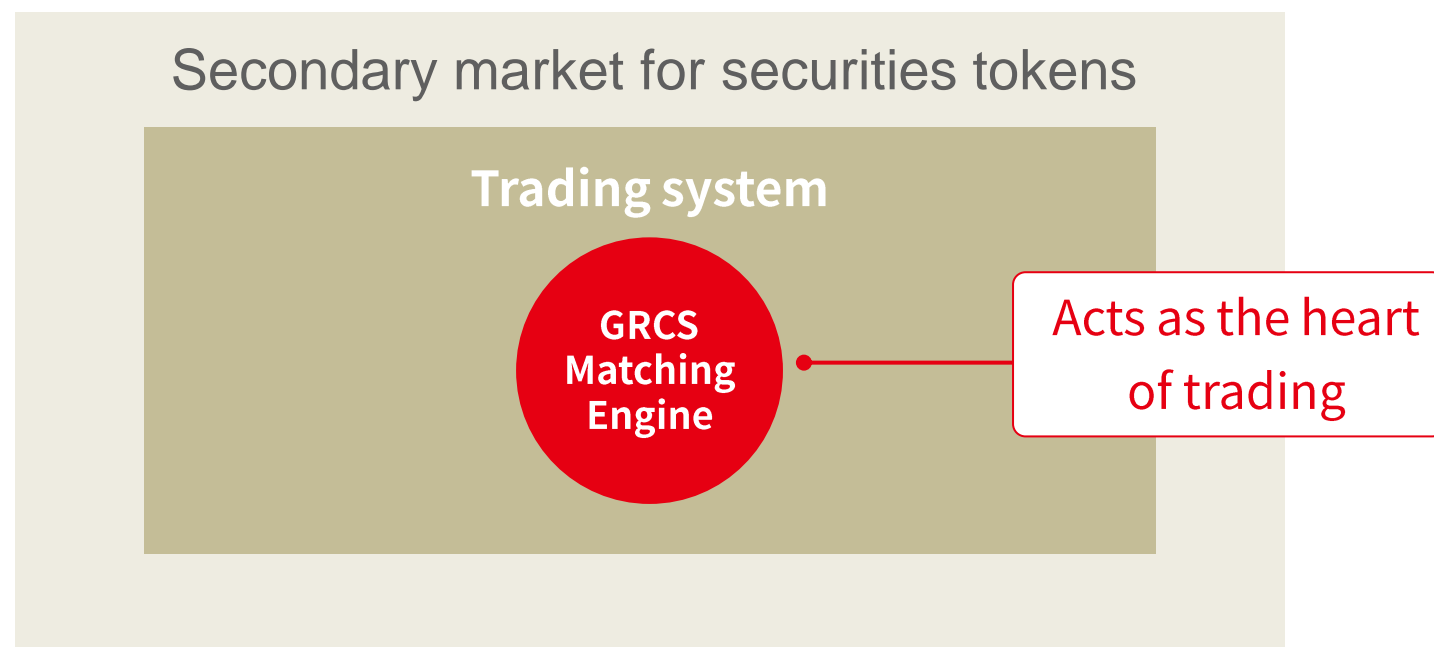 Secondary market for securities tokens
Trading system
GRCS
Matching
Engine
Acts as the heart
of trading